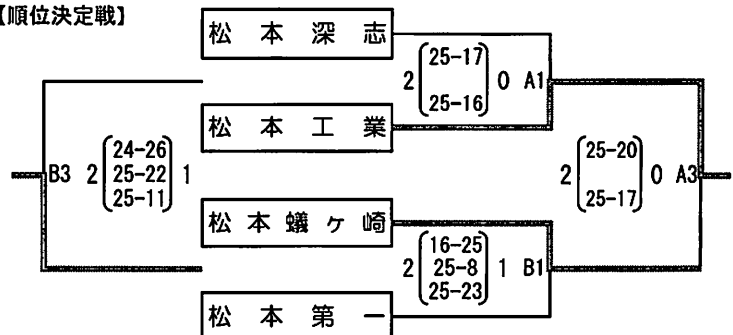 【順位決定戦】
松本深志
2 25-17 25-16 0 A1
松本工業
B3 2 24-26 25-22 25-11 1
2 25-20 25-17 0 A3
松本蟻ヶ崎
2 16-25 25-8 25-23 1 B1
松本第一